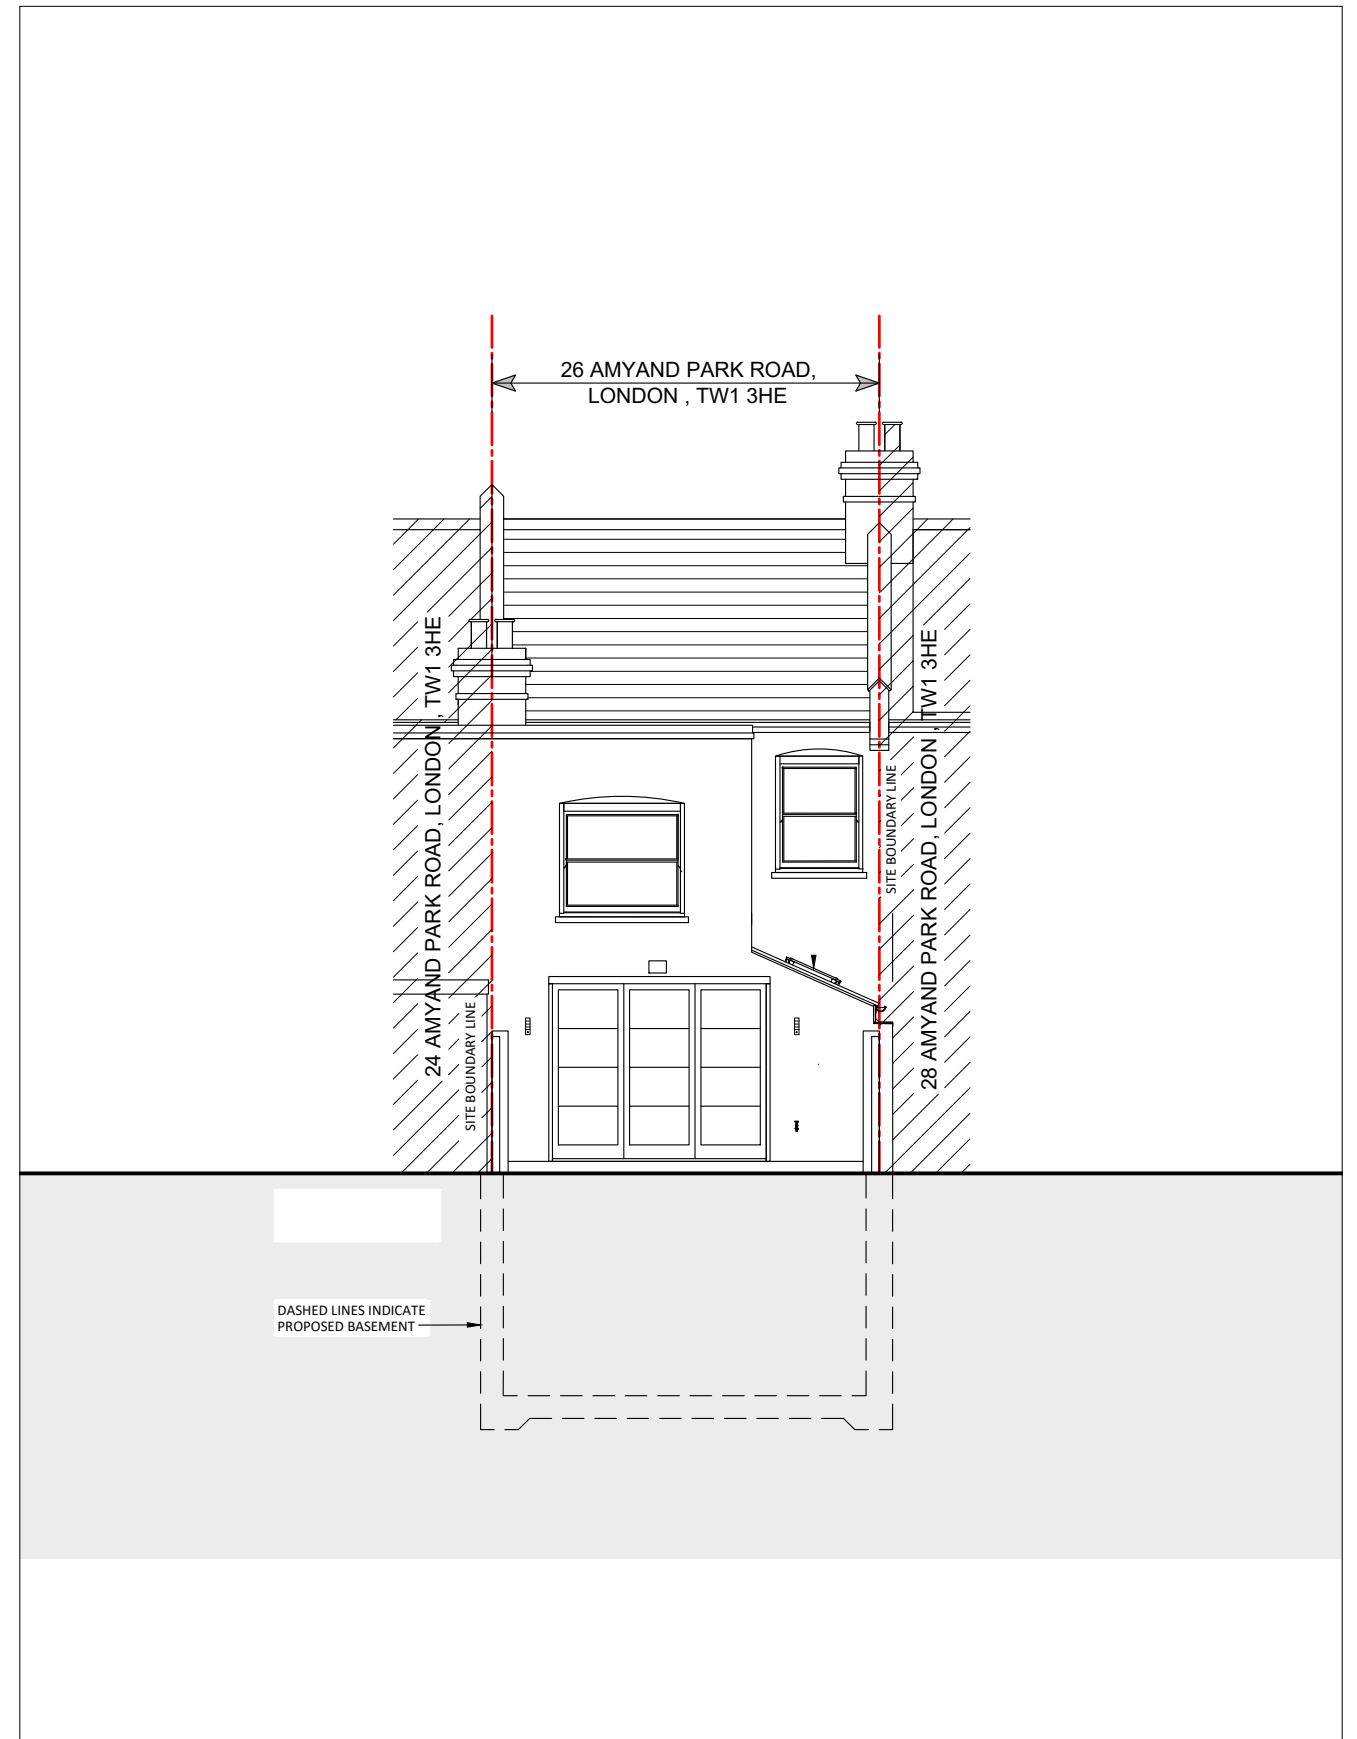 26 AMYAND PARK ROAD,
LONDON , TW1 3HE
24 AMYAND PARK ROAD, LONDON , TW1 3HE
SITE BOUNDARY LINE
SITE BOUNDARY LINE
28 AMYAND PARK ROAD, LONDON , TW1 3HE
DASHED LINES INDICATE
PROPOSED BASEMENT